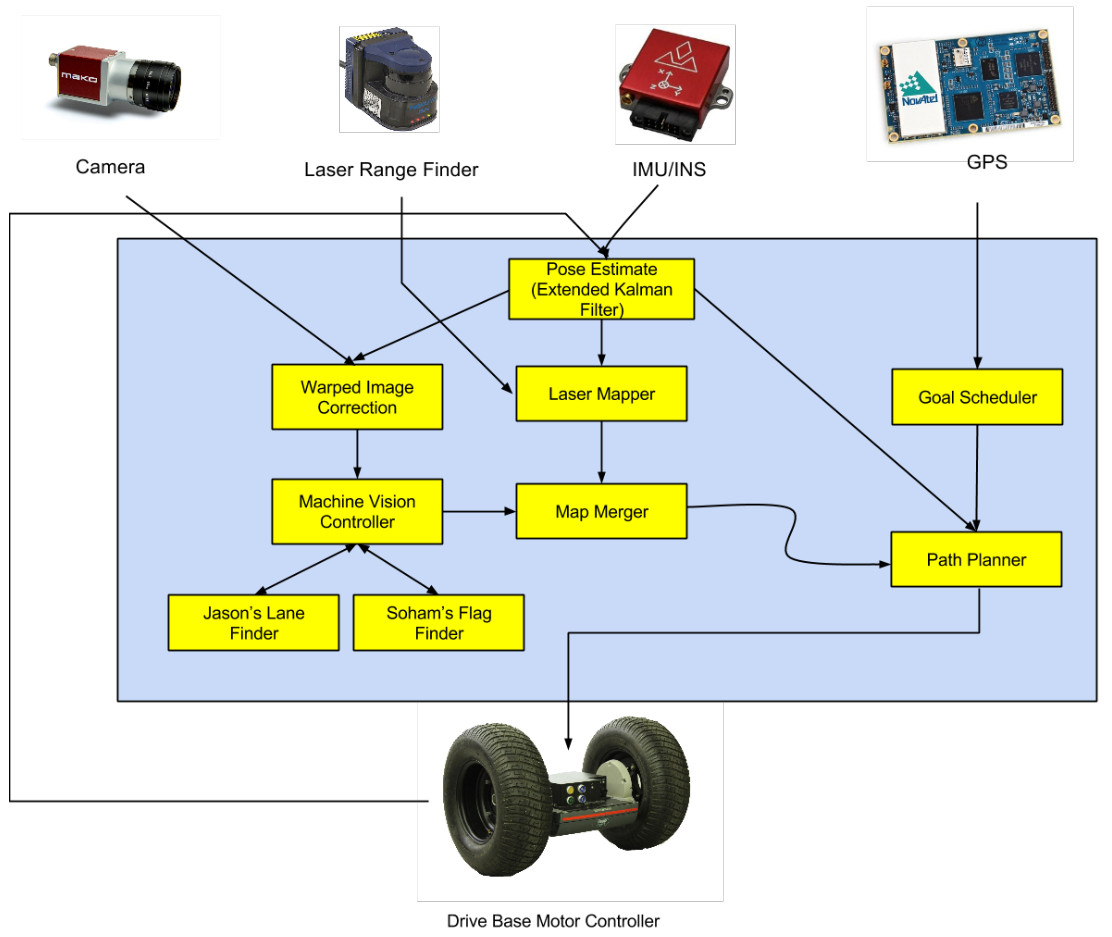 mako
NovAtel
X
Y
Z
Camera
Laser Range Finder
IMU/INS
GPS
Pose Estimate
(Extended Kalman
Filter)
Warped Image
Correction
Laser Mapper
Goal Scheduler
Machine Vision
Controller
Map Merger
Path Planner
Jason's Lane
Finder
Soham's Flag
Finder
Drive Base Motor Controller